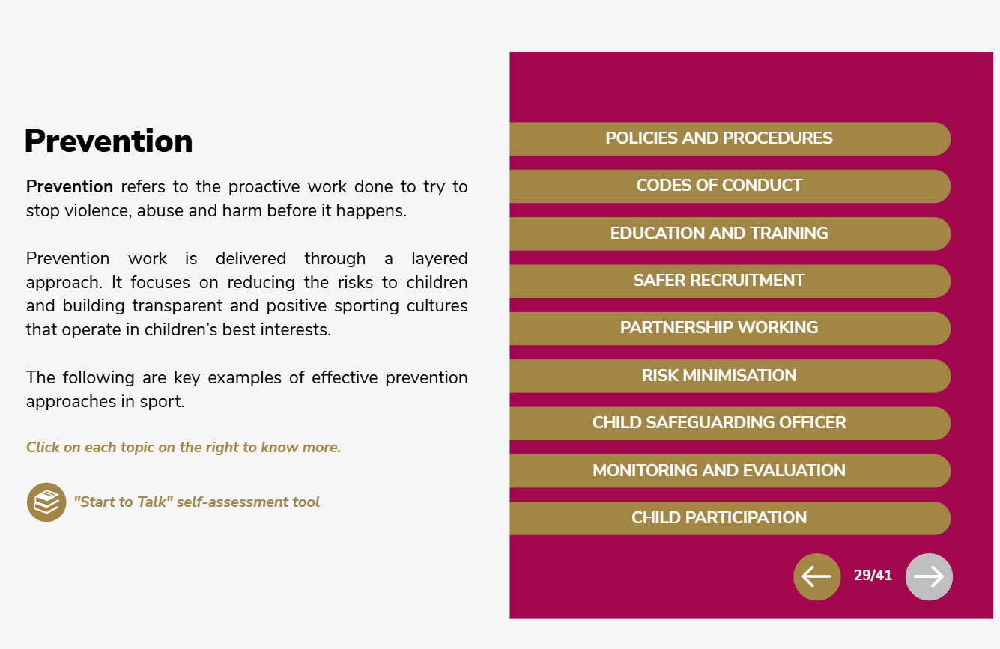 Prevention
Prevention refers to the proactive work done to try to
stop violence, abuse and harm before it happens.
Prevention work is delivered through a layered
approach. It focuses on reducing the risks to children
and building transparent and positive sporting cultures
that operate in children’s best interests.
The following are key examples of effective prevention
approaches in sport.
Click on each topic on the right to know more.
"Start to Talk" self-assessment tool
POLICIES AND PROCEDURES
CODES OF CONDUCT
EDUCATION AND TRAINING
SAFER RECRUITMENT
PARTNERSHIP WORKING
RISK MINIMISATION
CHILD SAFEGUARDING OFFICER
MONITORING AND EVALUATION
CHILD PARTICIPATION
29/41